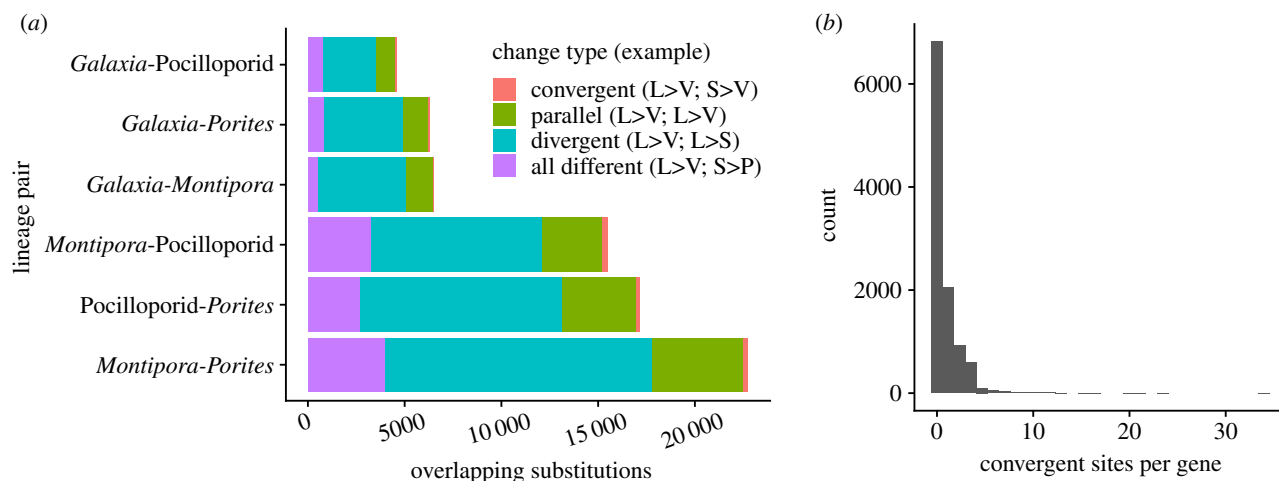 (a)
Galaxia-Pocilloporid
Galaxia-Porites
Galaxia-Montipora
Montipora-Pocilloporid
Pocilloporid-Porites
Montipora-Porites
lineage pair
change type (example)
convergent (L>V; S>V)
parallel (L>V; L>V)
divergent (L>V; L>S)
all different (L>V; S>P)
0
5000
10 000
15 000
20 000
overlapping substitutions
(b)
6000
4000
2000
0
count
0
10
20
30
convergent sites per gene